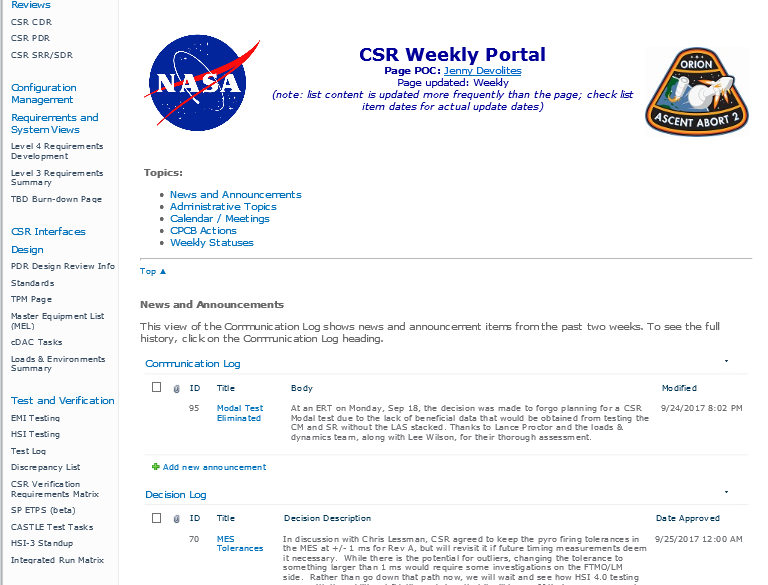 Reviews
CSR CDR
CSR PDR
CSR SRR/SDR
Configuration
Management
Requirements and
System Views
Level 4 Requirements
Development
Level 3 Requirements
Summary
TBD Burn-down Page
CSR Interfaces
Design
PDR Design Review Info
Standards
TPM Page
Master Equipment List
(MEL)
cDAC Tasks
Loads & Environments
Summary
Test and Verification
EMI Testing
HSI Testing
Test Log
Discrepancy List
CSR Verification
Requirements Matrix
SP ETPS (beta)
CASTLE Test Tasks
HSI-3 Standup
Integrated Run Matrix
NASA
CSR Weekly Portal
Page POC: Jenny Devolites
Page updated: Weekly
(note: list content is updated more frequently than the page; check list
item dates for actual update dates)
ORION
ASCENT ABORT 2
Topics:
• News and Announcements
• Administrative Topics
• Calendar / Meetings
• CPCB Actions
• Weekly Statuses
Top ▲
News and Announcements
This view of the Communication Log shows news and announcement items from the past two weeks. To see the full
history, click on the Communication Log heading.
Communication Log
ID Title Body Modified
95 Modal Test At an ERT on Monday, Sep 18, the decision was made to forgo planning for a CSR 9/24/2017 8:02 PM
Eliminated Modal test due to the lack of beneficial data that would be obtained from testing the
CM and SR without the LAS stacked. Thanks to Lance Proctor and the loads &
dynamics team, along with Lee Wilson, for their thorough assessment.
Add new announcement
Decision Log
ID Title Decision Description Date Approved
70 MES In discussion with Chris Lessman, CSR agreed to keep the pyro firing tolerances in 9/25/2017 12:00 AM
Tolerances the MES at +/- 1 ms for Rev A, but will revisit it if future timing measurements deem
it necessary. While there is the potential for outliers, changing the tolerance to
something larger than 1 ms would require some investigations on the FTMO/LM
side. Rather than go down that path now, we will wait and see how HSI 4.0 testing